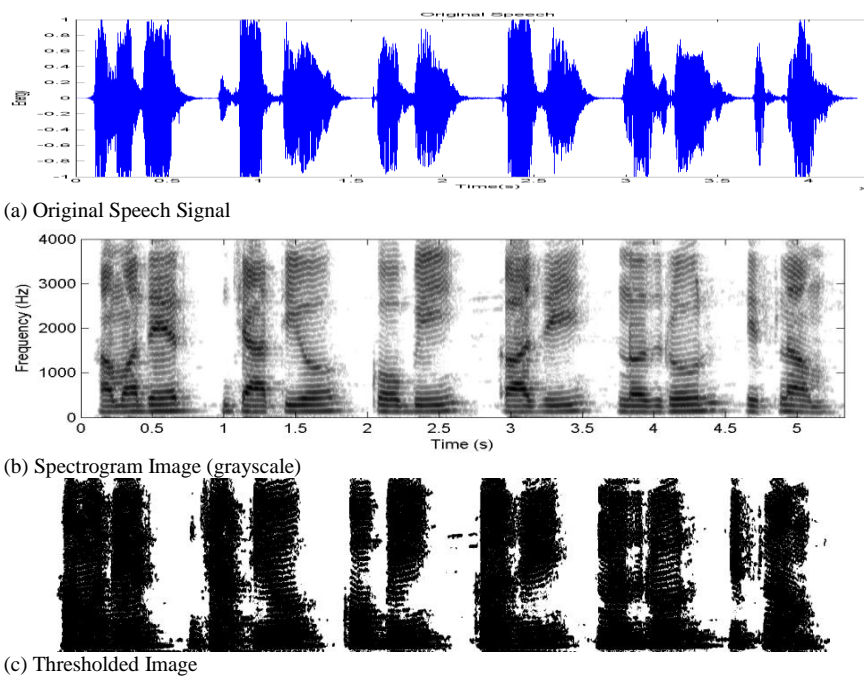 Original Speech
1
0.8
0.6
0.4
0.2
0
-0.2
-0.4
-0.6
-0.8
-1
Energy
0 0.5 1 1.5 2 2.5 3 3.5 4
Time(s)
(a) Original Speech Signal
4000
3000
2000
1000
0
Frequency (Hz)
0 0.5 1 1.5 2 2.5 3 3.5 4 4.5 5
Time (s)
(b) Spectrogram Image (grayscale)
(c) Thresholded Image